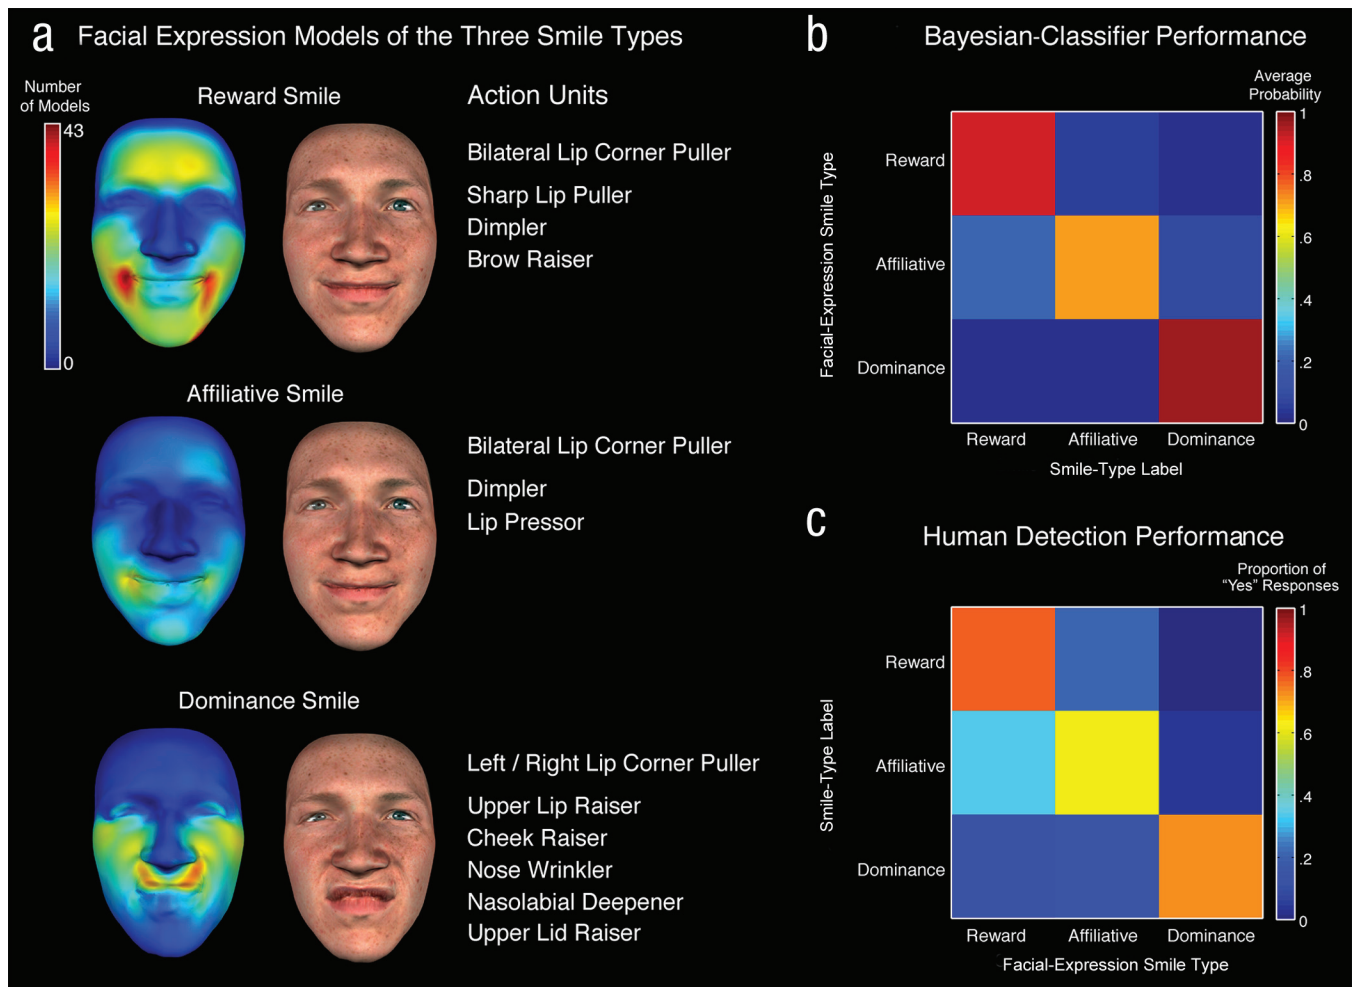 a Facial Expression Models of the Three Smile Types
Number
of Models
43
0
Reward Smile
Action Units
Bilateral Lip Corner Puller
Sharp Lip Puller
Dimpler
Brow Raiser
Affiliative Smile
Bilateral Lip Corner Puller
Dimpler
Lip Pressor
Dominance Smile
Left / Right Lip Corner Puller
Upper Lip Raiser
Cheek Raiser
Nose Wrinkler
Nasolabial Deepener
Upper Lid Raiser
b Bayesian-Classifier Performance
Average
Probability
1
.8
.6
.4
.2
0
Facial-Expression Smile Type
Reward
Affiliative
Dominance
Reward Affiliative Dominance
Smile-Type Label
c Human Detection Performance
Proportion of
“Yes” Responses
1
.8
.6
.4
.2
0
Smile-Type Label
Reward
Affiliative
Dominance
Reward Affiliative Dominance
Facial-Expression Smile Type